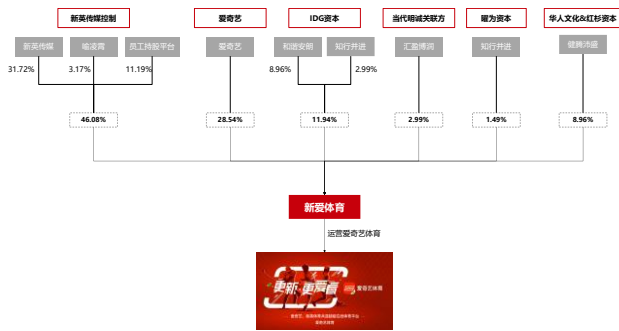 新英传媒控制
爱奇艺
IDG资本
当代明诚关联方
曜为资本
华人文化&红杉资本
新英传媒
喻凌霄
员工持股平台
爱奇艺
和谐安朗
知行并进
汇盈博润
知行并进
健腾沛盛
31.72%
3.17%
11.19%
8.96%
2.99%
46.08%
28.54%
11.94%
2.99%
1.49%
8.96%
新爱体育
运营爱奇艺体育
更新 更爱赢
爱奇艺体育